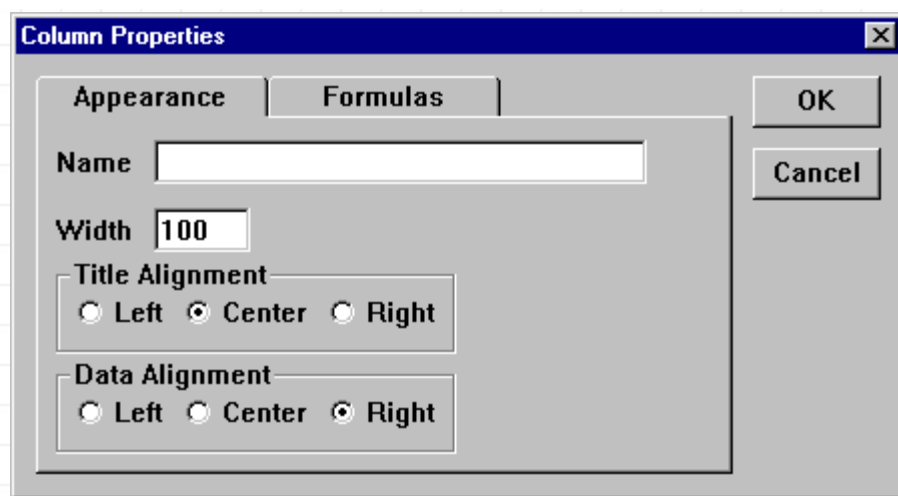 Column Properties
Appearance Formulas
OK
Name
Cancel
Width 100
Title Alignment
Left Center Right
Data Alignment
Left Center Right